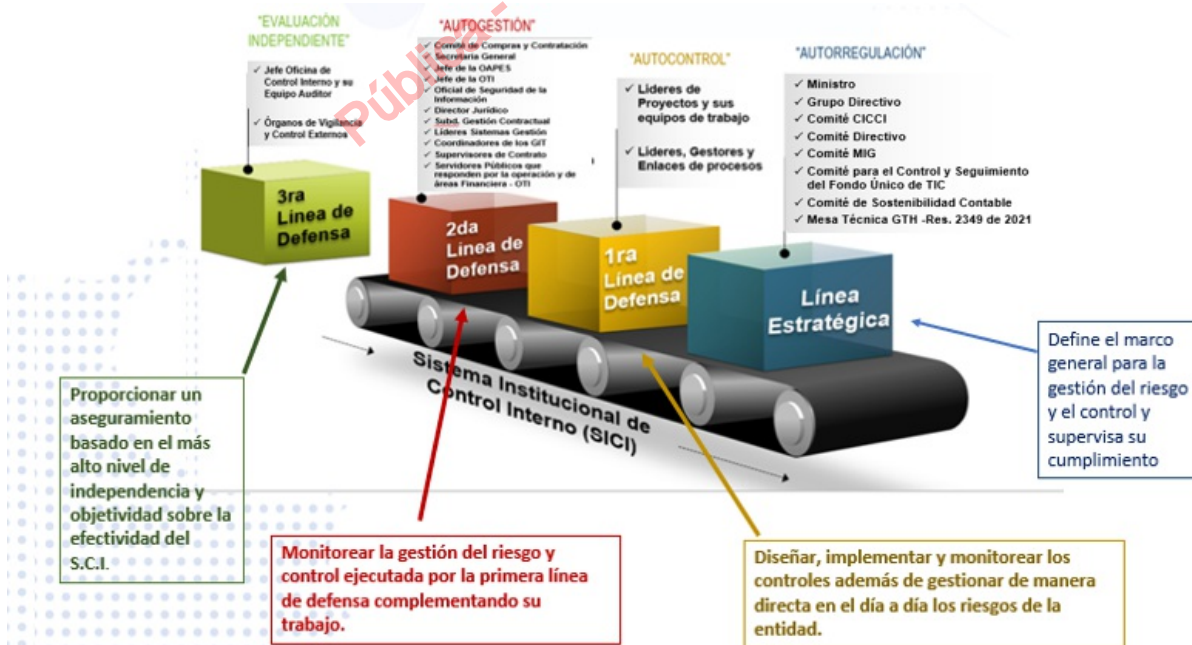 "EVALUACIÓN
INDEPENDIENTE"
✓ Jefe Oficina de
Control Interno y su
Equipo Auditor
✓ Órganos de Vigilancia
y Control Externos
"AUTOGESTIÓN"
✓ Comité de Compras y Contratación
✓ Secretaria General
✓ Jefe de la OAPES
✓ Jefe de la OTI
✓ Oficial de Seguridad de la
Información
✓ Director Jurídico
✓ Subd. Gestión Contractual
✓ Líderes Sistemas Gestión
✓ Coordinadores de los GIT
✓ Supervisores de Contrato
✓ Servidores Públicos que
responden por la operación y de
áreas Financiera - OTI
"AUTOCONTROL"
✓ Lideres de
Proyectos y sus
equipos de trabajo
✓ Lideres, Gestores y
Enlaces de procesos
"AUTORREGULACIÓN"
✓ Ministro
✓ Grupo Directivo
✓ Comité CICCI
✓ Comité Directivo
✓ Comité MIG
✓ Comité para el Control y Seguimiento
del Fondo Único de TIC
✓ Comité de Sostenibilidad Contable
✓ Mesa Técnica GTH -Res. 2349 de 2021
Pública -
3ra
Línea de
Defensa
2da
Línea de
Defensa
1ra
Línea de
Defensa
Línea
Estratégica
Sistema Institucional de
Control Interno (SICI)
Define el marco
general para la
gestión del riesgo
y el control y
supervisa su
cumplimiento
Proporcionar un
aseguramiento
basado en el más
alto nivel de
independencia y
objetividad sobre la
efectividad del
S.C.I.
Monitorear la gestión del riesgo y
control ejecutada por la primera línea
de defensa complementando su
trabajo.
Diseñar, implementar y monitorear los
controles además de gestionar de manera
directa en el día a día los riesgos de la
entidad.